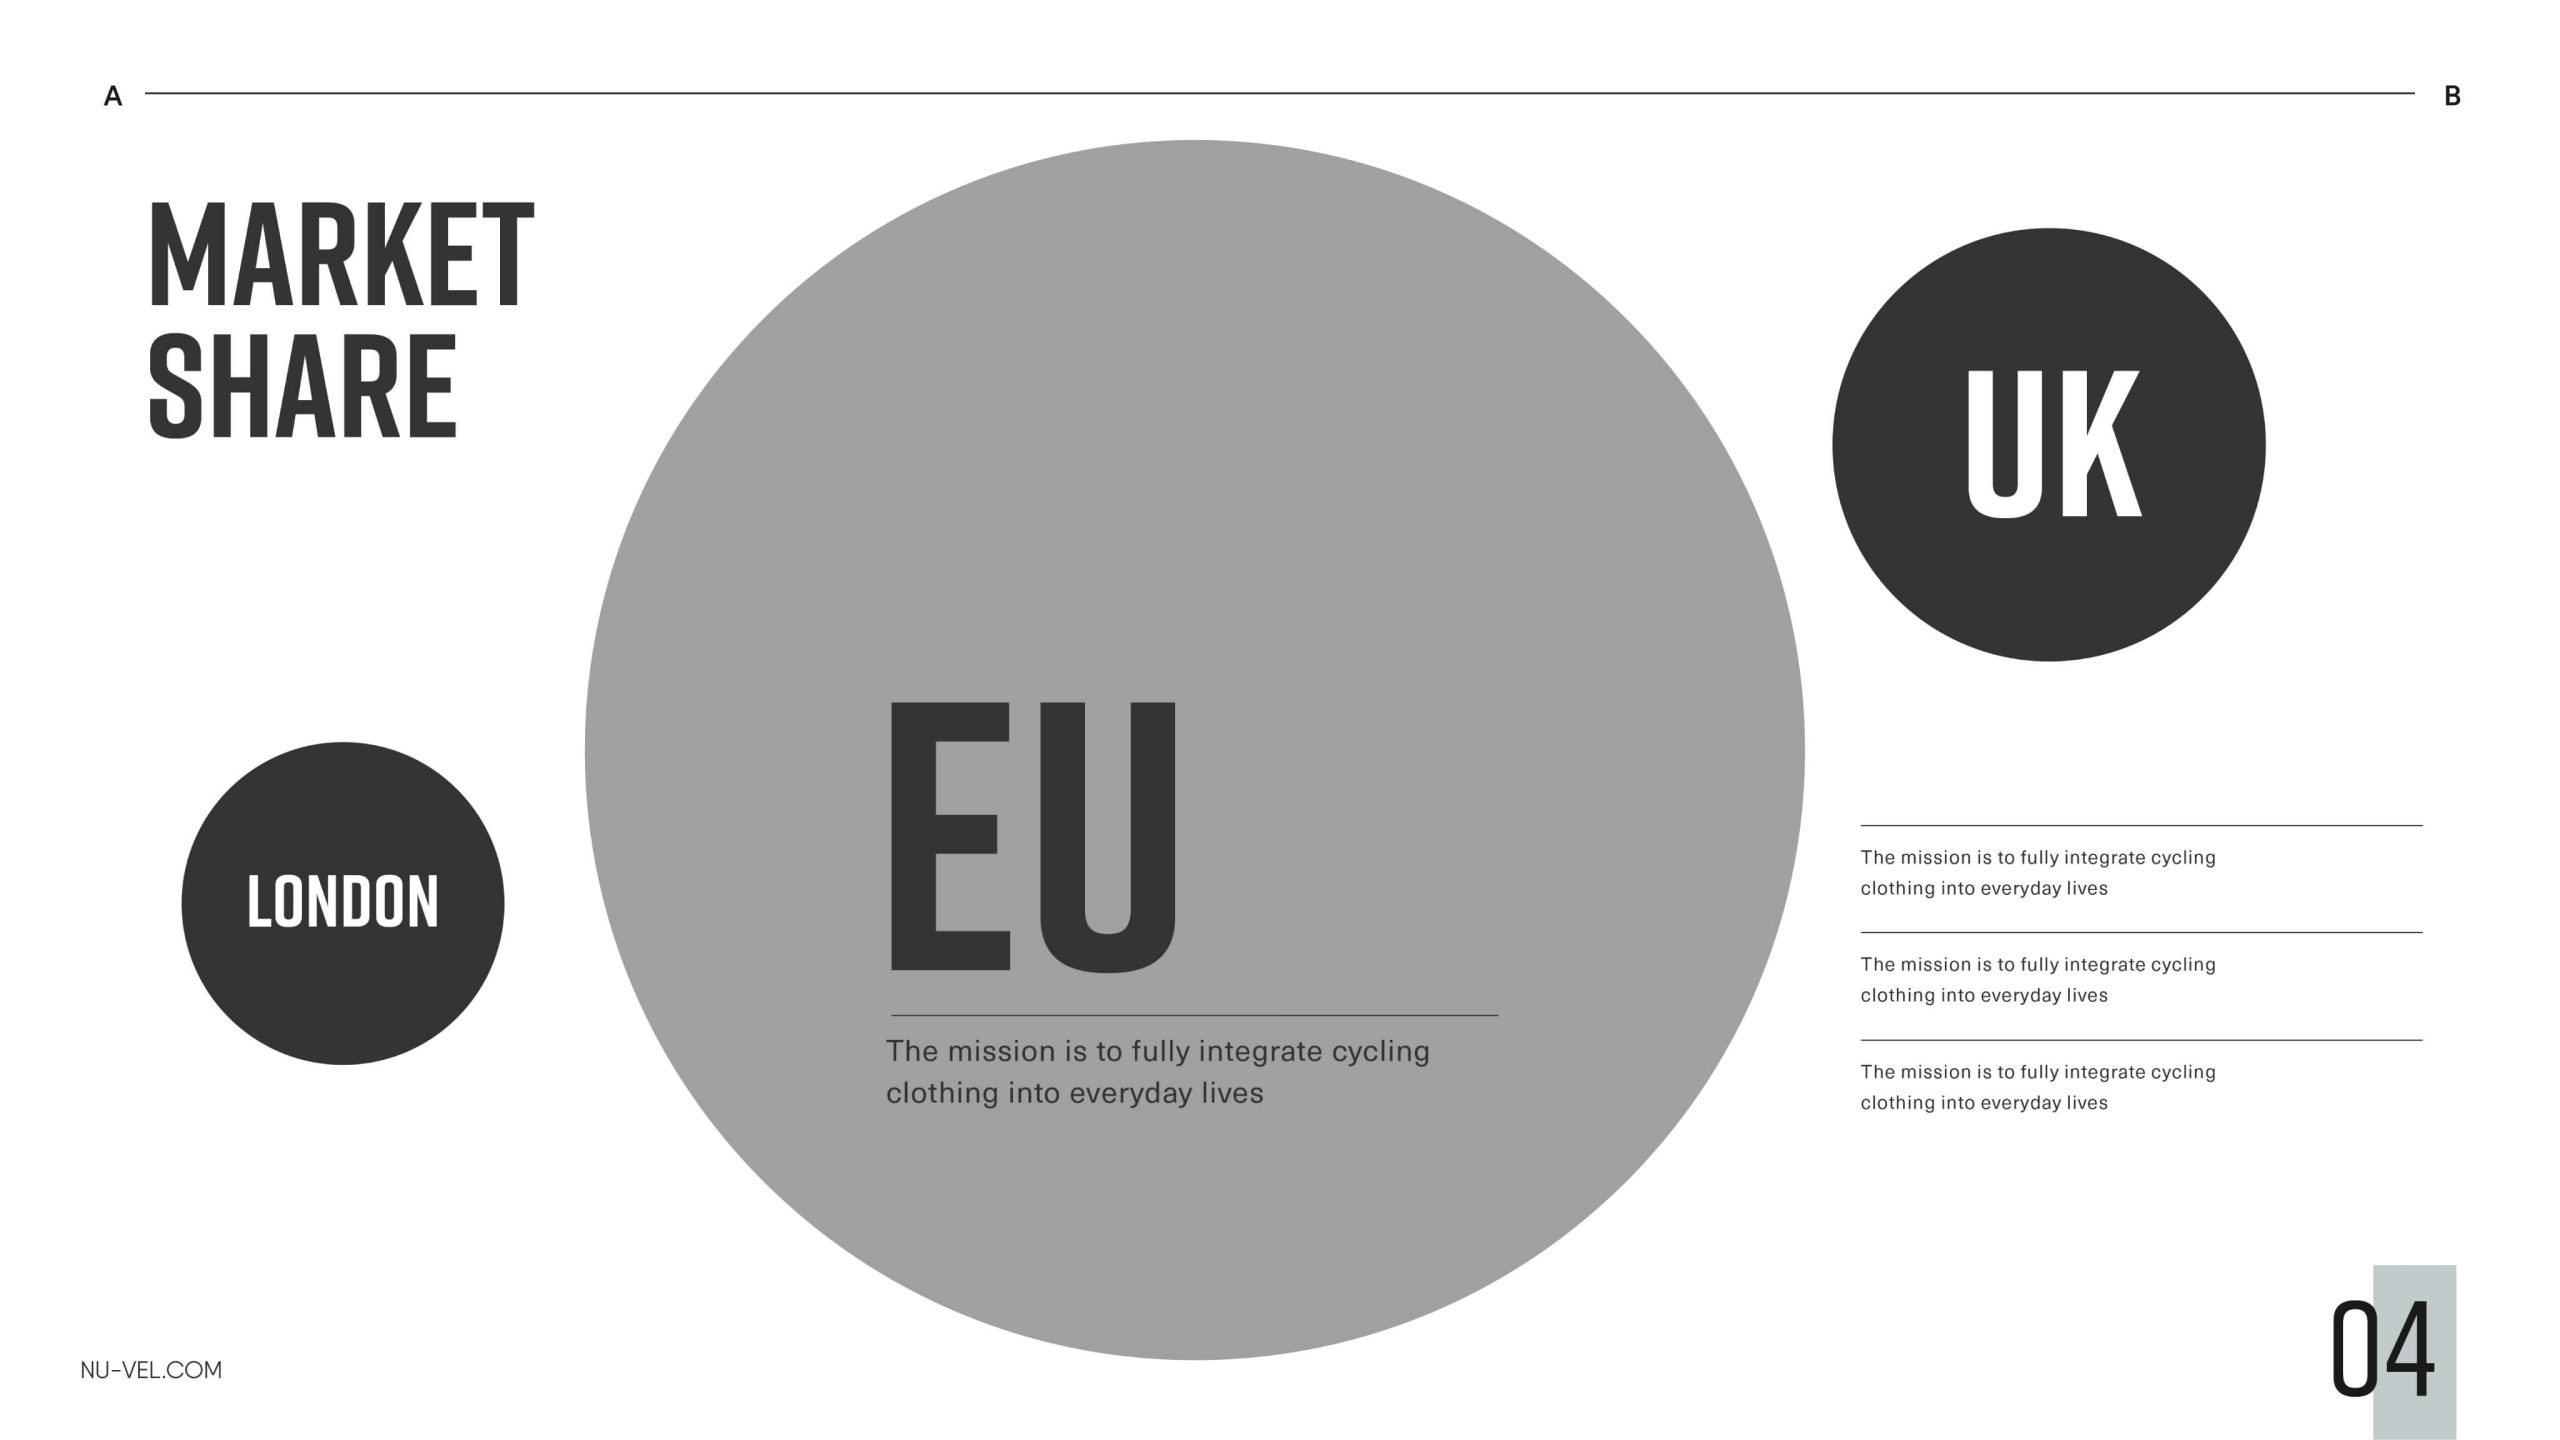 A
B
MARKET
SHARE
UK
LONDON
EU
The mission is to fully integrate cycling
clothing into everyday lives
The mission is to fully integrate cycling
clothing into everyday lives
The mission is to fully integrate cycling
clothing into everyday lives
The mission is to fully integrate cycling
clothing into everyday lives
NU-VEL.COM
04